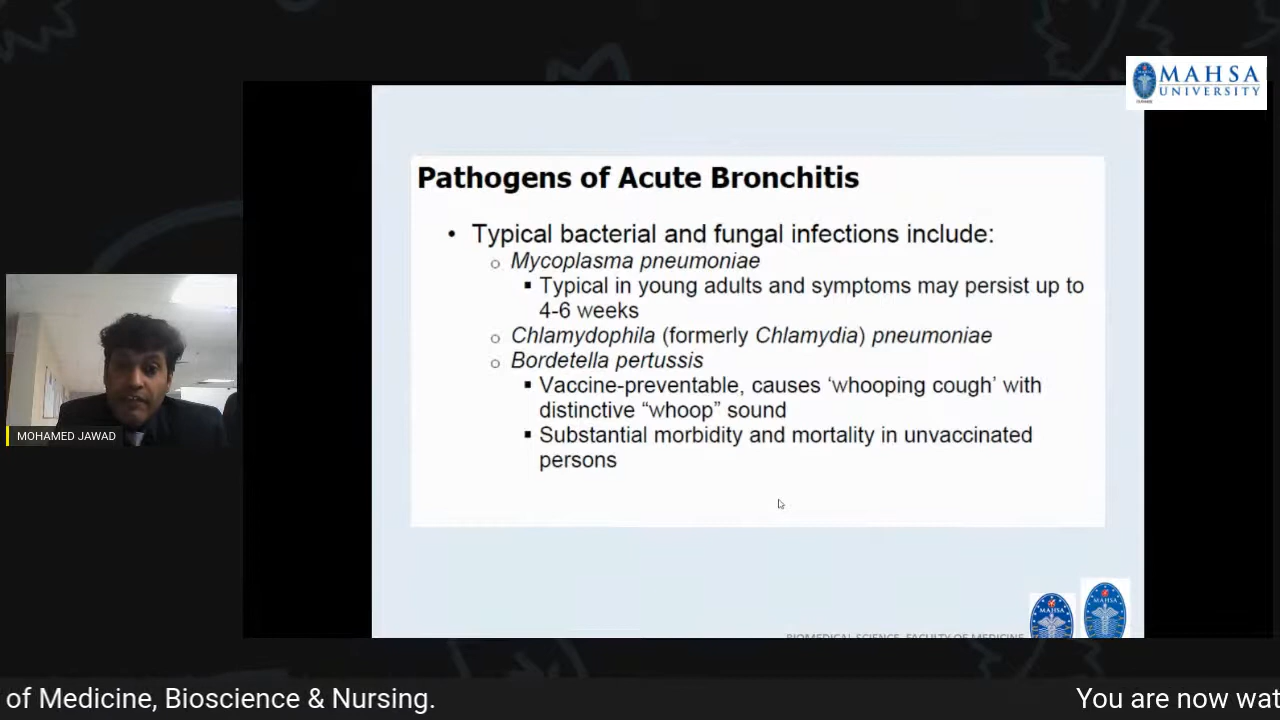 MAHSA
UNIVERSITY
Pathogens of Acute Bronchitis
• Typical bacterial and fungal infections include:
○ Mycoplasma pneumoniae
▪ Typical in young adults and symptoms may persist up to
4-6 weeks
○ Chlamydophila (formerly Chlamydia) pneumoniae
○ Bordetella pertussis
▪ Vaccine-preventable, causes ‘whooping cough’ with
distinctive “whoop” sound
▪ Substantial morbidity and mortality in unvaccinated
persons
MOHAMED JAWAD
MAHSA
MAHSA
BIOMEDICAL SCIENCE, FACULTY OF MEDICINE
of Medicine, Bioscience & Nursing.
You are now wat